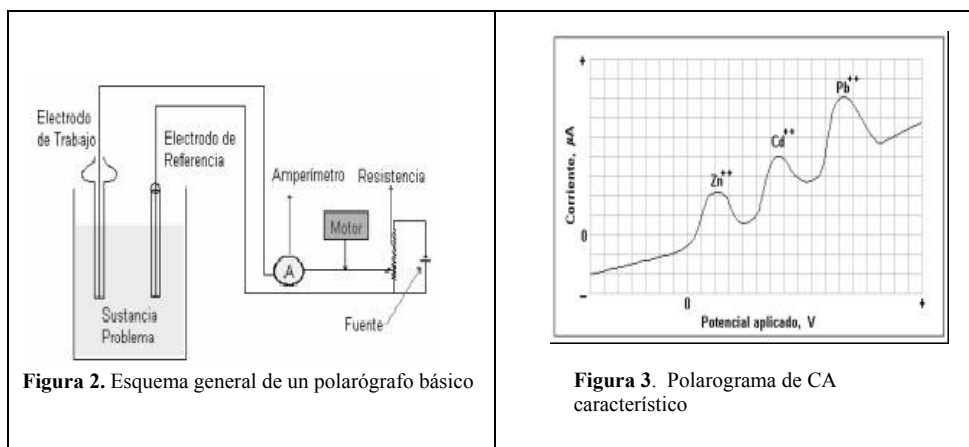 Electrodo
de Trabajo
Electrodo de
Referencia
Amperímetro Resistencia
Motor
A
Sustancia
Problema
Fuente
Figura 2. Esquema general de un polarógrafo básico
+
Corriente, µA
0
−
Zn++
Cd++
Pb++
0
+
Potencial aplicado, V
Figura 3. Polarograma de CA
característico